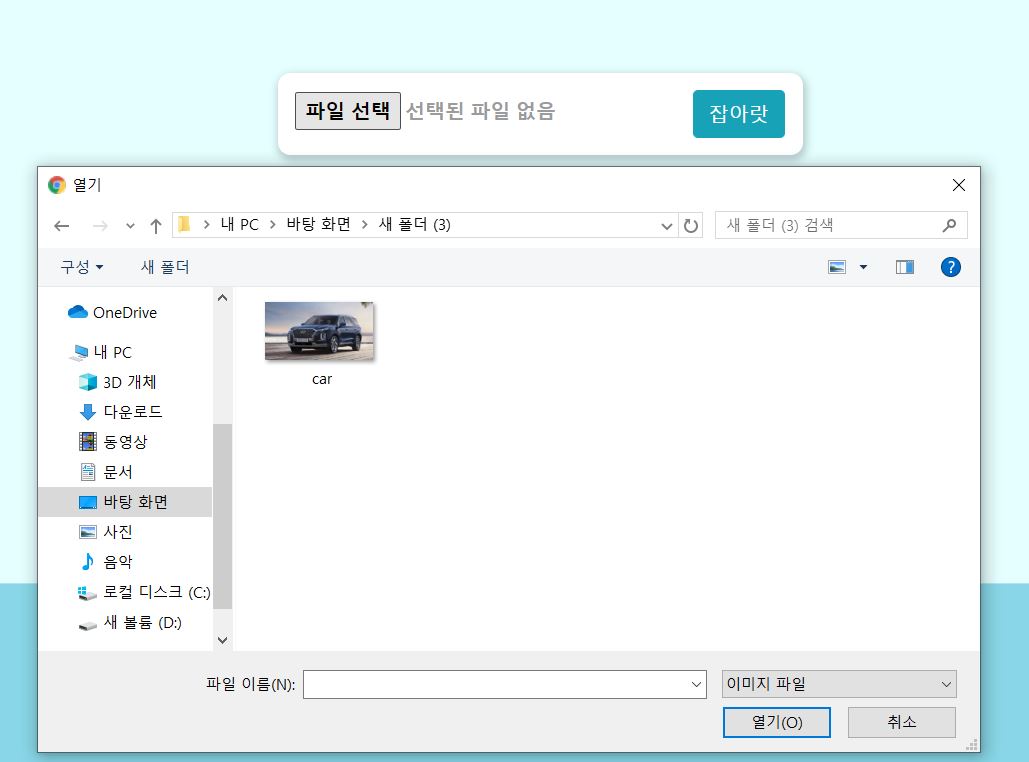 파일 선택 선택된 파일 없음 잡아랏
열기
내 PC 바탕 화면 새 폴더 (3) 새 폴더 (3) 검색
구성 새 폴더
OneDrive
내 PC
3D 개체
다운로드
동영상
문서
바탕 화면
사진
음악
로컬 디스크 (C:)
새 볼륨 (D:)
car
파일 이름(N): 이미지 파일
열기(O) 취소